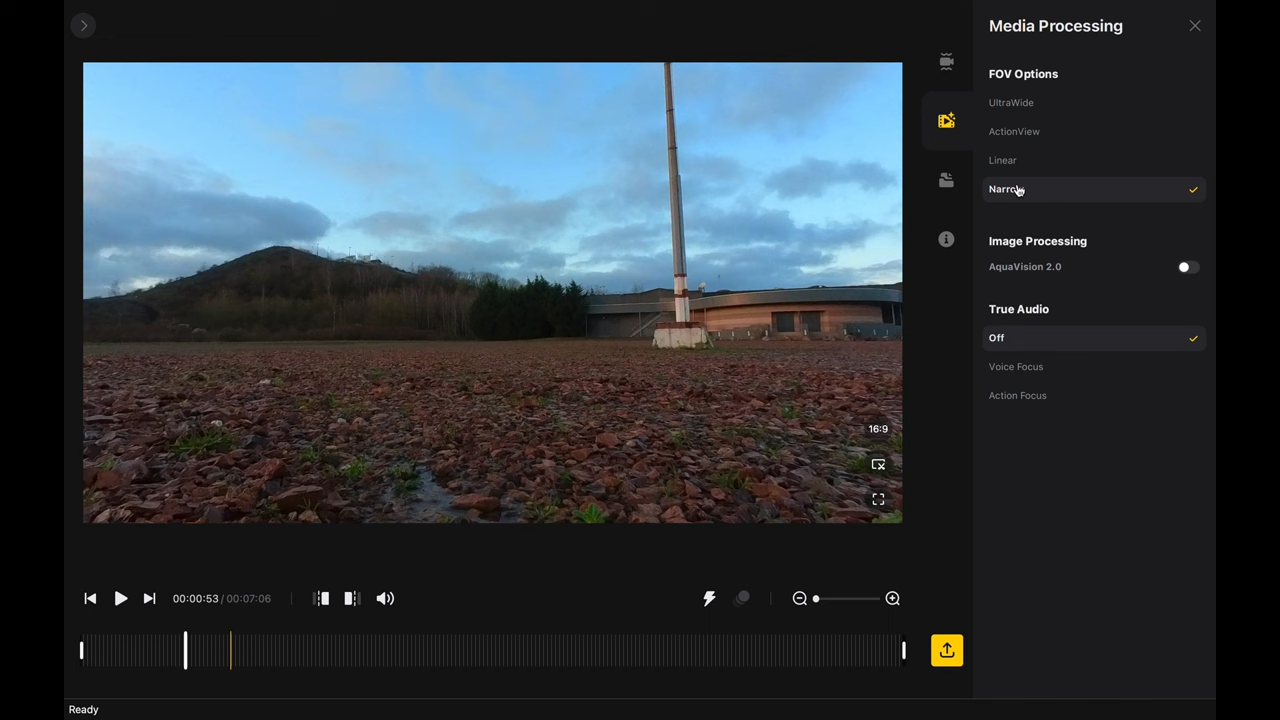 Media Processing
FOV Options
UltraWide
ActionView
Linear
Narrow
Image Processing
AquaVision 2.0
True Audio
Off
Voice Focus
Action Focus
16:9
00:00:53 / 00:07:06
Ready